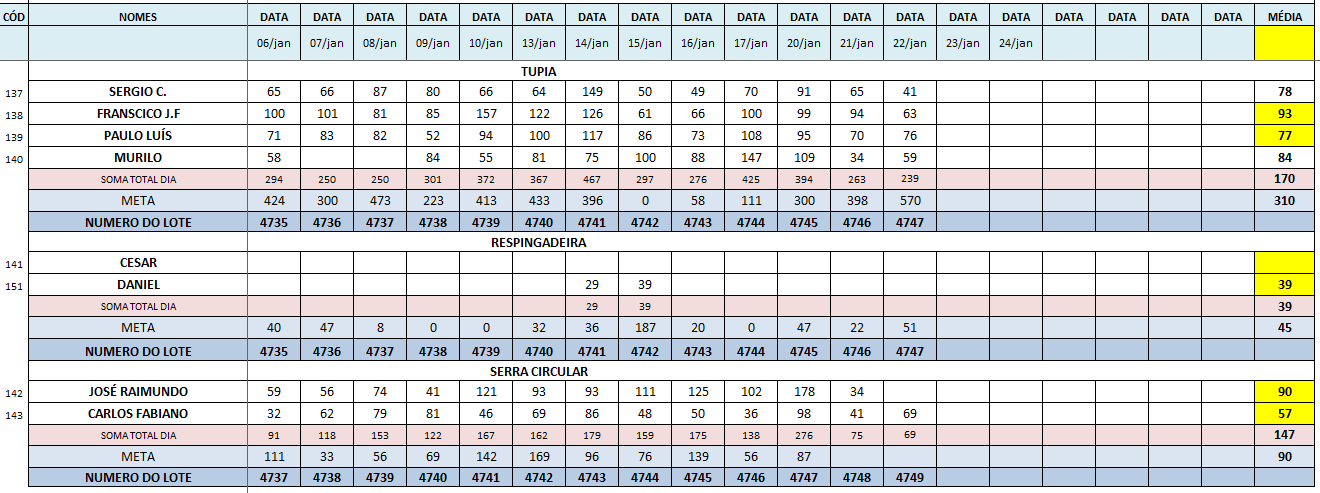 CÓD NOMES DATA DATA DATA DATA DATA DATA DATA DATA DATA DATA DATA DATA DATA DATA DATA DATA DATA DATA DATA MÉDIA
06/jan 07/jan 08/jan 09/jan 10/jan 13/jan 14/jan 15/jan 16/jan 17/jan 20/jan 21/jan 22/jan 23/jan 24/jan
TUPIA
137 SERGIO C. 65 66 87 80 66 64 149 50 49 70 91 65 41 78
138 FRANSCICO J.F 100 101 81 85 157 122 126 61 66 100 99 94 63 93
139 PAULO LUÍS 71 83 82 52 94 100 117 86 73 108 95 70 76 77
140 MURILO 58 84 55 81 75 100 88 147 109 34 59 84
SOMA TOTAL DIA 294 250 250 301 372 367 467 297 276 425 394 263 239 170
META 424 300 473 223 413 433 396 0 58 111 300 398 570 310
NUMERO DO LOTE 4735 4736 4737 4738 4739 4740 4741 4742 4743 4744 4745 4746 4747
RESPINGADEIRA
141 CESAR
151 DANIEL 29 39 39
SOMA TOTAL DIA 29 39 39
META 40 47 8 0 0 32 36 187 20 0 47 22 51 45
NUMERO DO LOTE 4735 4736 4737 4738 4739 4740 4741 4742 4743 4744 4745 4746 4747
SERRA CIRCULAR
142 JOSÉ RAIMUNDO 59 56 74 41 121 93 93 111 125 102 178 34 90
143 CARLOS FABIANO 32 62 79 81 46 69 86 48 50 36 98 41 69 57
SOMA TOTAL DIA 91 118 153 122 167 162 179 159 175 138 276 75 69 147
META 111 33 56 69 142 169 96 76 139 56 87 90
NUMERO DO LOTE 4737 4738 4739 4740 4741 4742 4743 4744 4745 4746 4747 4748 4749